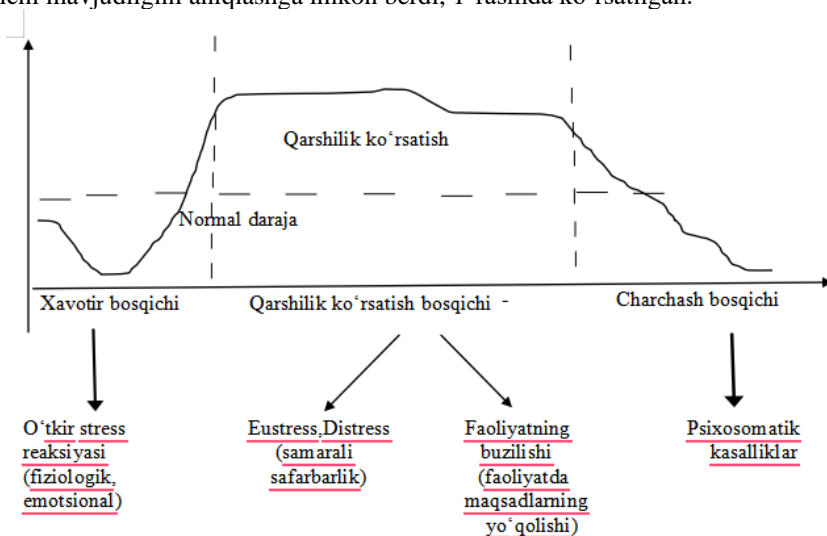 Qarshilik ko‘rsatish
Normal daraja
Xavotir bosqichi
Qarshilik ko‘rsatish bosqichi -
Charchash bosqichi
O‘tkir stress
reaksiyasi
(fiziologik,
emotsional)
Eustress,Distress
(samarali
safarbarlik)
Faoliyatning
buzilishi
(faoliyatda
maqsadlarning
yo‘qolishi)
Psixosomatik
kasalliklar